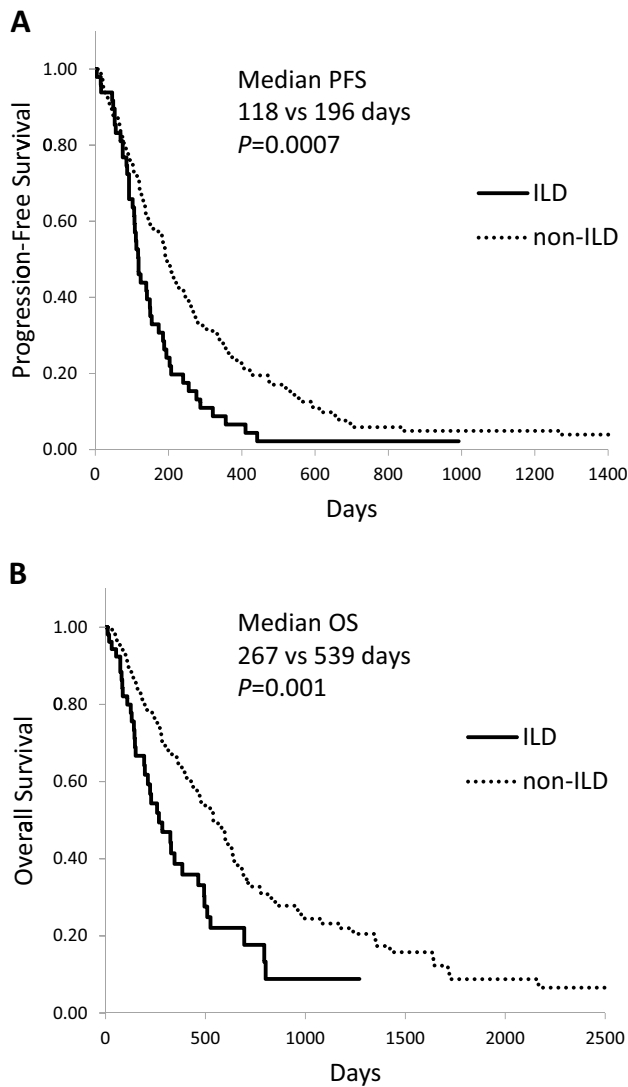 A
Progression-Free Survival
1.00
0.80
0.60
0.40
0.20
0.00
Median PFS
118 vs 196 days
P=0.0007
ILD
non-ILD
0 200 400 600 800 1000 1200 1400
Days
B
Overall Survival
1.00
0.80
0.60
0.40
0.20
0.00
Median OS
267 vs 539 days
P=0.001
ILD
non-ILD
0 500 1000 1500 2000 2500
Days